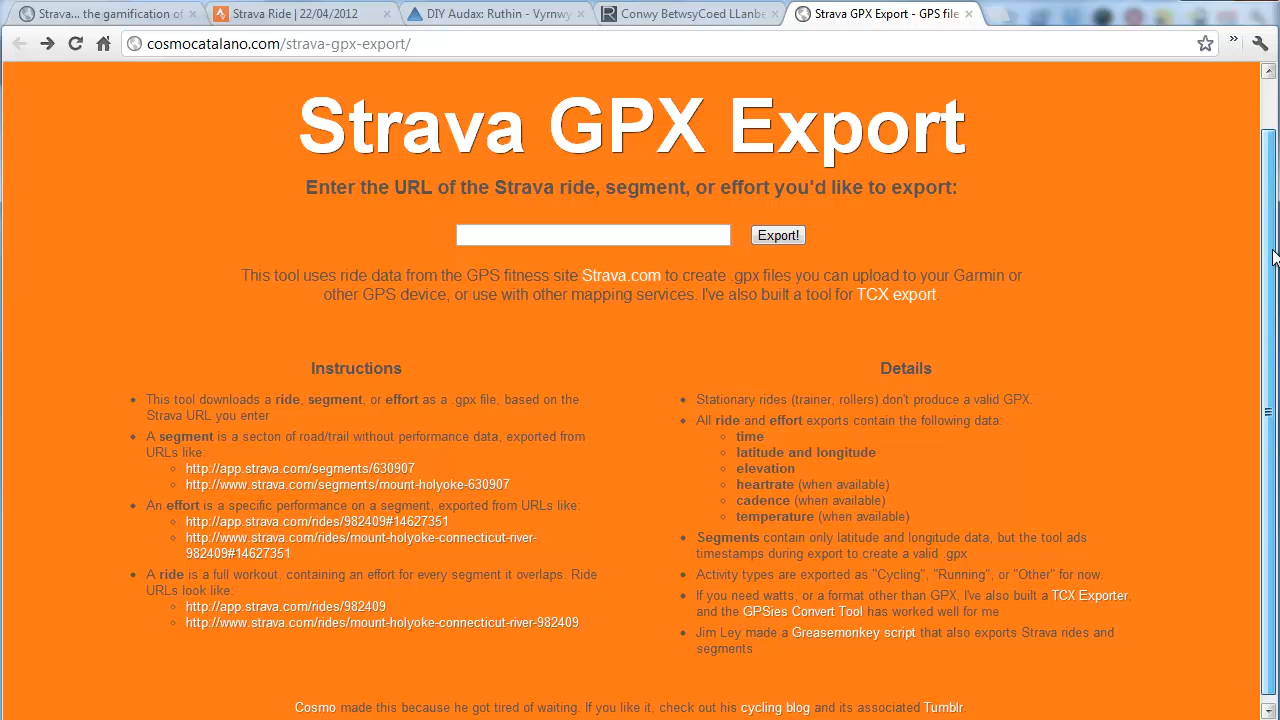 Strava... the gamification of
Strava Ride | 22/04/2012
DIY Audax: Ruthin - Vyrnwy
Conwy BetwsyCoed LLanbe
Strava GPX Export - GPS file
cosmocatalano.com/strava-gpx-export/
Strava GPX Export
Enter the URL of the Strava ride, segment, or effort you'd like to export:
Export!
This tool uses ride data from the GPS fitness site Strava.com to create .gpx files you can upload to your Garmin or
other GPS device, or use with other mapping services. I've also built a tool for TCX export.
Instructions
This tool downloads a ride, segment, or effort as a .gpx file, based on the
Strava URL you enter
A segment is a secton of road/trail without performance data, exported from
URLs like:
http://app.strava.com/segments/630907
http://www.strava.com/segments/mount-holyoke-630907
An effort is a specific performance on a segment, exported from URLs like:
http://app.strava.com/rides/982409#14627351
http://www.strava.com/rides/mount-holyoke-connecticut-river-
982409#14627351
A ride is a full workout, containing an effort for every segment it overlaps. Ride
URLs look like:
http://app.strava.com/rides/982409
http://www.strava.com/rides/mount-holyoke-connecticut-river-982409
Details
Stationary rides (trainer, rollers) don't produce a valid GPX.
All ride and effort exports contain the following data:
time
latitude and longitude
elevation
heartrate (when available)
cadence (when available)
temperature (when available)
Segments contain only latitude and longitude data, but the tool ads
timestamps during export to create a valid .gpx
Activity types are exported as "Cycling", "Running", or "Other" for now.
If you need watts, or a format other than GPX, I've also built a TCX Exporter,
and the GPSies Convert Tool has worked well for me
Jim Ley made a Greasemonkey script that also exports Strava rides and
segments
Cosmo made this because he got tired of waiting. If you like it, check out his cycling blog and its associated Tumblr.